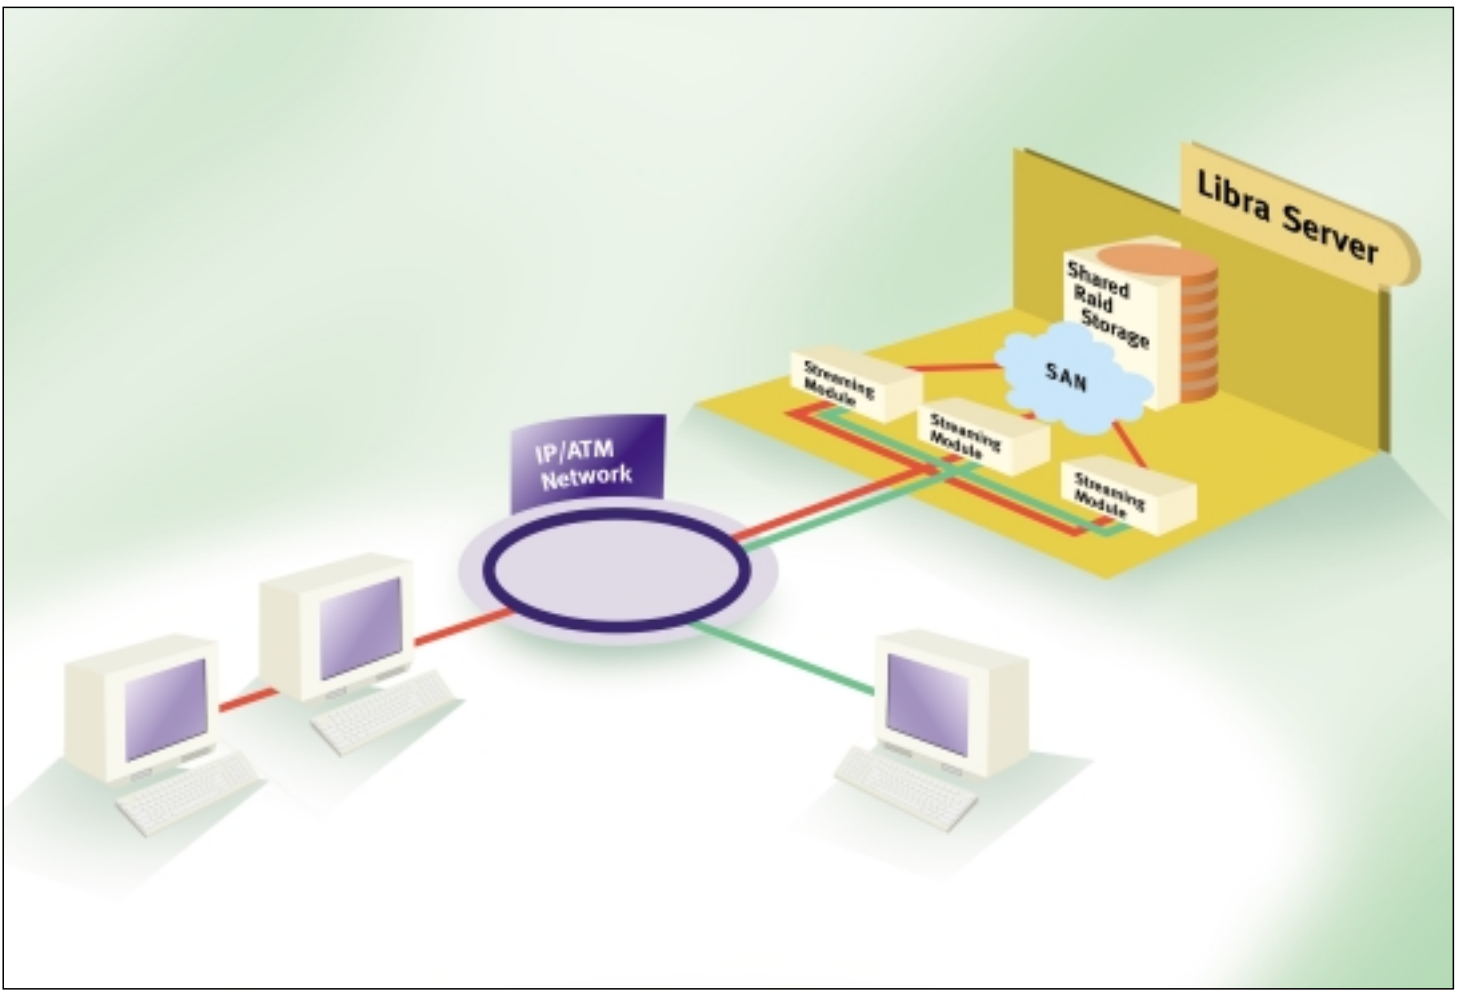 Libra Server
Shared
Raid
Storage
SAN
Streaming
Module
Streaming
Module
Streaming
Module
IP/ATM
Network